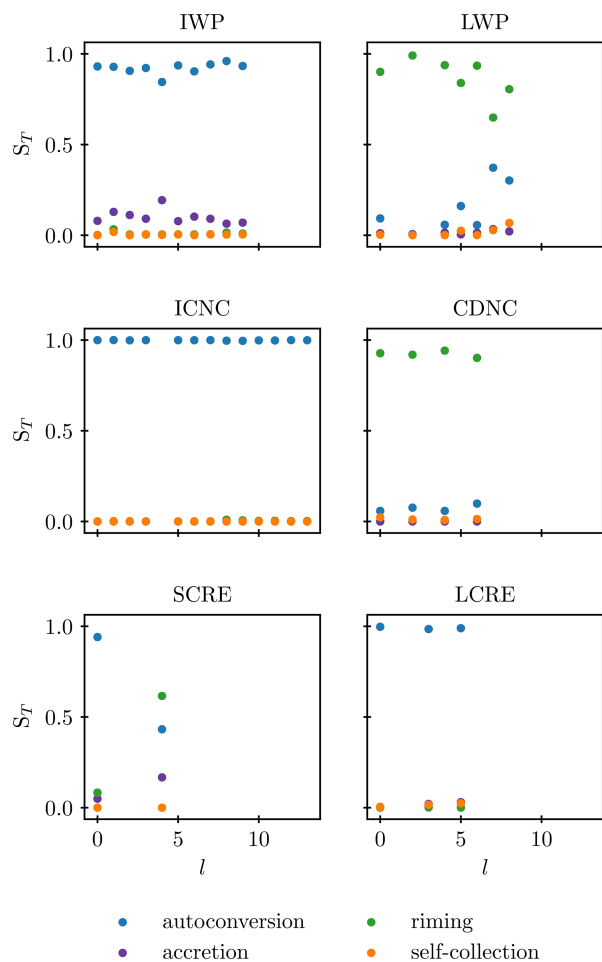 IWP LWP
1.0
0.5
0.0
S_T
ICNC CDNC
1.0
0.5
0.0
S_T
SCRE LCRE
1.0
0.5
0.0
S_T
0 5 10 0 5 10
l l
autoconversion riming
accretion self-collection